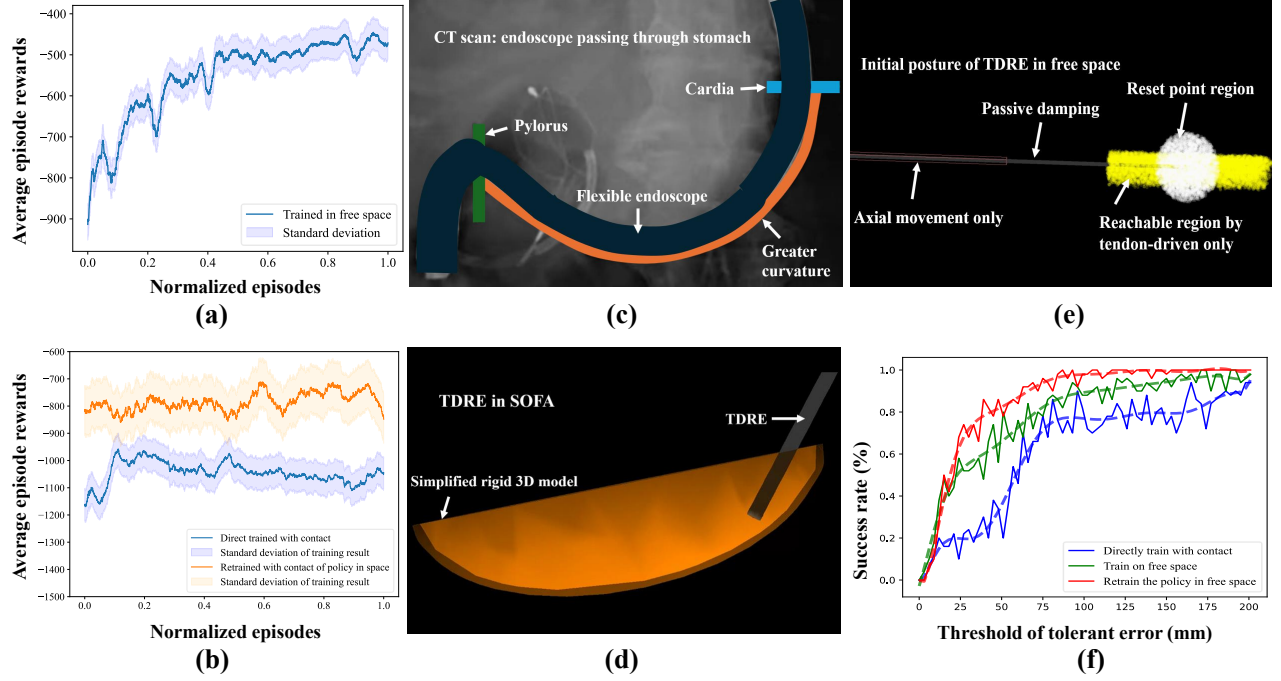 Average episode rewards
−400
−500
−600
−700
−800
−900
0.0 0.2 0.4 0.6 0.8 1.0
Trained in free space
Standard deviation
Normalized episodes
(a)
CT scan: endoscope passing through stomach
Cardia
Pylorus
Flexible endoscope
Greater
curvature
(c)
Initial posture of TDRE in free space
Reset point region
Passive damping
Axial movement only
Reachable region by
tendon-driven only
(e)
Average episode rewards
−600
−700
−800
−900
−1000
−1100
−1200
−1300
−1400
−1500
0.0 0.2 0.4 0.6 0.8 1.0
Direct trained with contact
Standard deviation of training result
Retrained with contact of policy in space
Standard deviation of training result
Normalized episodes
(b)
TDRE in SOFA
TDRE
Simplified rigid 3D model
(d)
Success rate (%)
1.0
0.8
0.6
0.4
0.2
0.0
0 25 50 75 100 125 150 175 200
Directly train with contact
Train on free space
Retrain the policy in free space
Threshold of tolerant error (mm)
(f)